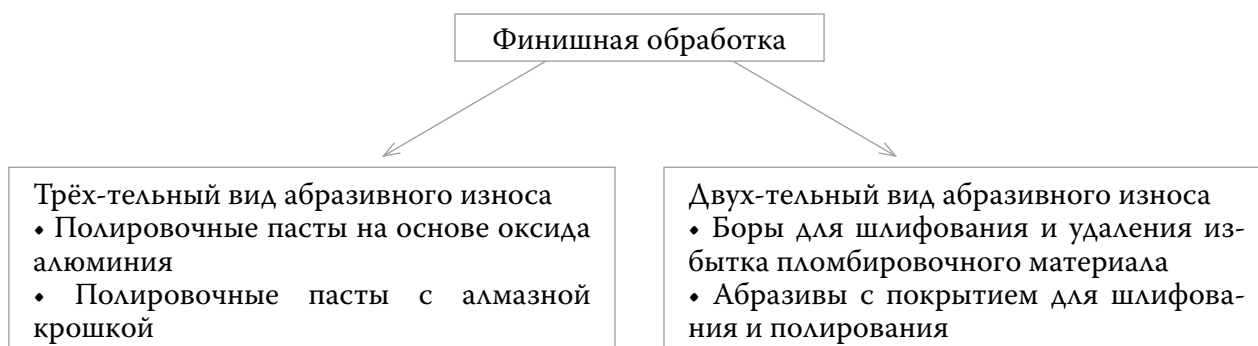 Финишная обработка
Трёх-тельный вид абразивного износа
• Полировочные пасты на основе оксида
алюминия
• Полировочные пасты с алмазной
крошкой
Двух-тельный вид абразивного износа
• Боры для шлифования и удаления из-
бытка пломбировочного материала
• Абразивы с покрытием для шлифова-
ния и полирования